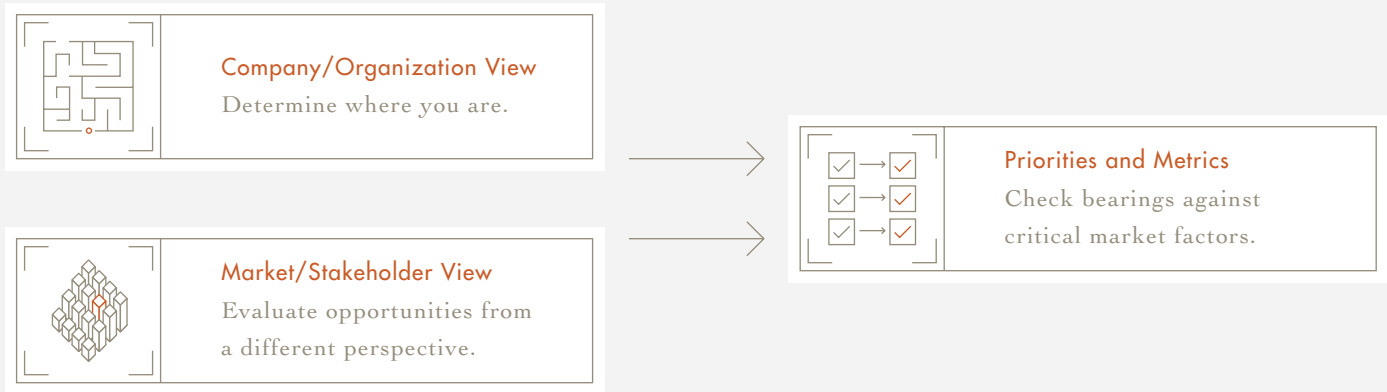 Company/Organization View
Determine where you are.
Market/Stakeholder View
Evaluate opportunities from
a different perspective.
Priorities and Metrics
Check bearings against
critical market factors.